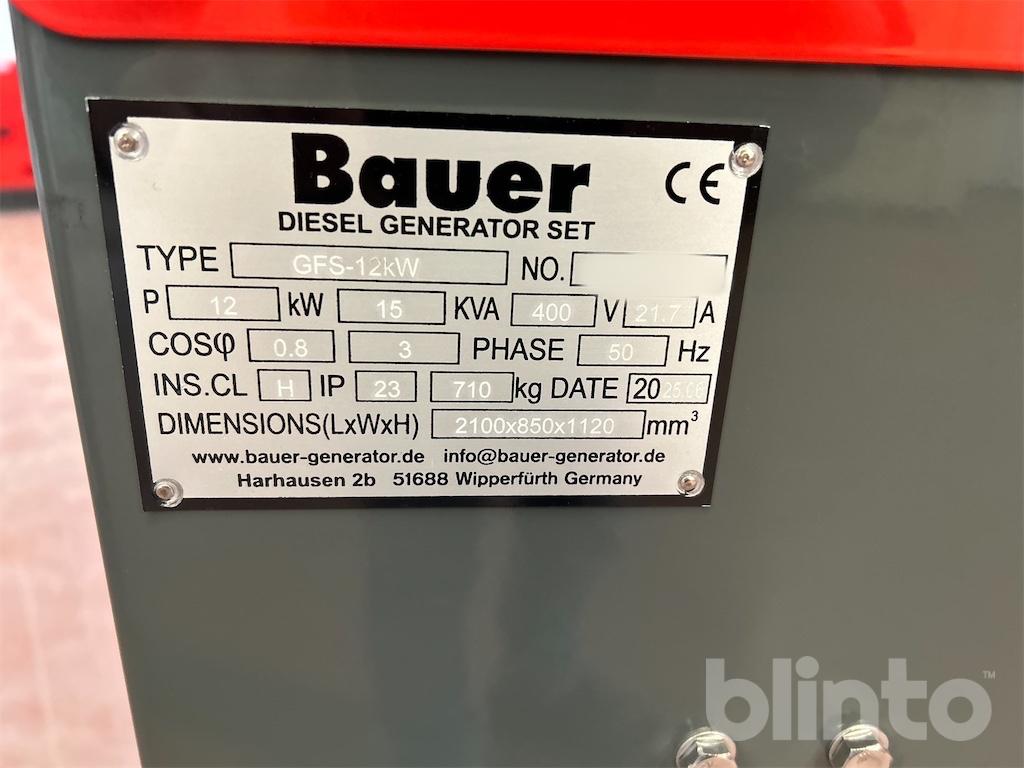 Bauer CE
DIESEL GENERATOR SET
TYPE GFS-12kW NO.
P 12 kW 15 KVA 400 V 21.7 A
COSφ 0.8 3 PHASE 50 Hz
INS.CL H IP 23 710 kg DATE 2025.06
DIMENSIONS(LxWxH) 2100x850x1120 mm³
www.bauer-generator.de info@bauer-generator.de
Harhausen 2b 51688 Wipperfürth Germany
blinto™